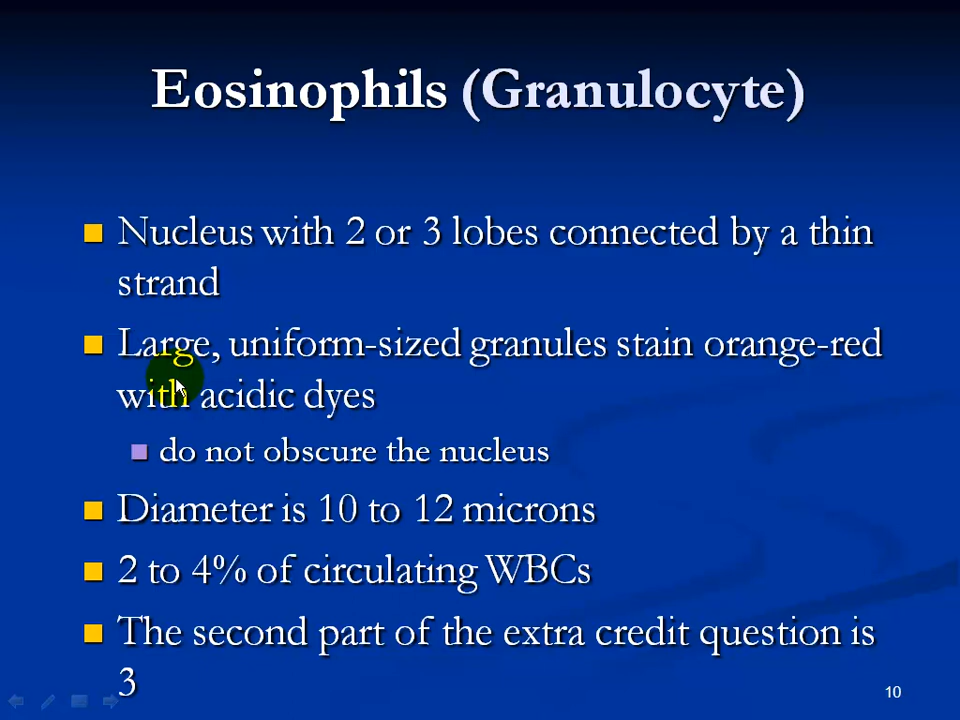 Eosinophils (Granulocyte)
Nucleus with 2 or 3 lobes connected by a thin
strand
Large, uniform-sized granules stain orange-red
with acidic dyes
do not obscure the nucleus
Diameter is 10 to 12 microns
2 to 4% of circulating WBCs
The second part of the extra credit question is
3
10